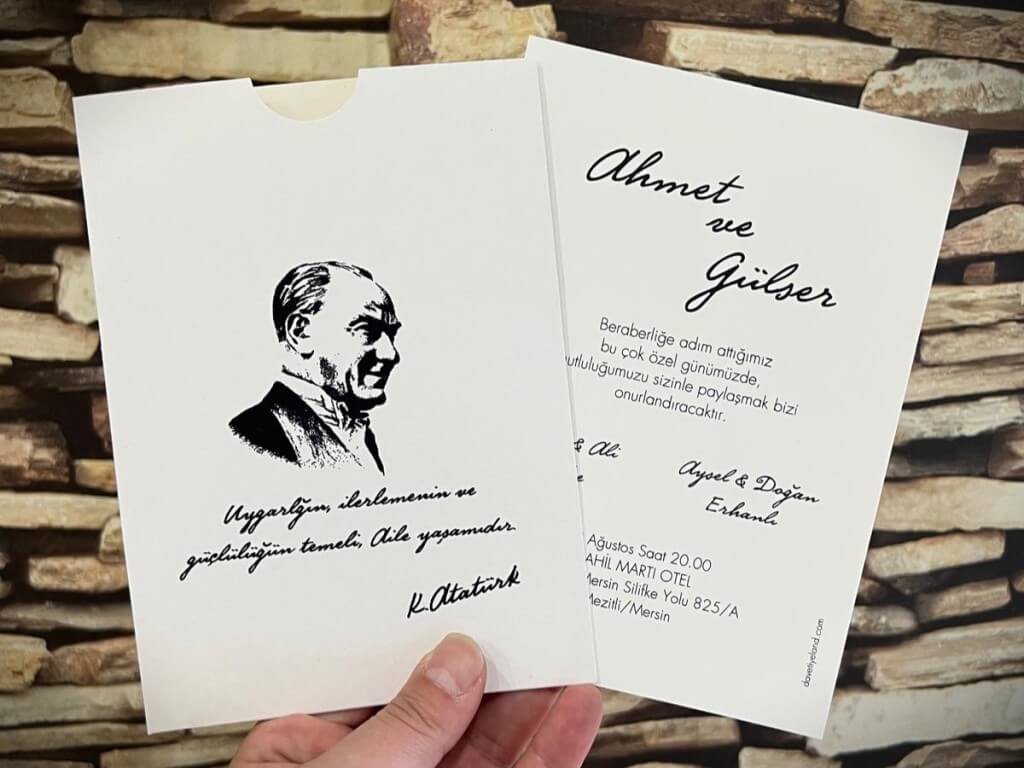 Uygarlğın, ilerlemenin ve
güçlülüğün temeli, Aile yaşamıdır.
K.Atatürk
Ahmet
ve
Gülser
Beraberliğe adım attığımız
bu çok özel günümüzde,
utluluğumuzu sizinle paylaşmak bizi
onurlandıracaktır.
& Ali
Aysel & Doğan
Erhanlı
Ağustos Saat 20.00
AHİL MARTI OTEL
Mersin Silifke Yolu 825/A
Mezitli/Mersin
davetiyeland.com